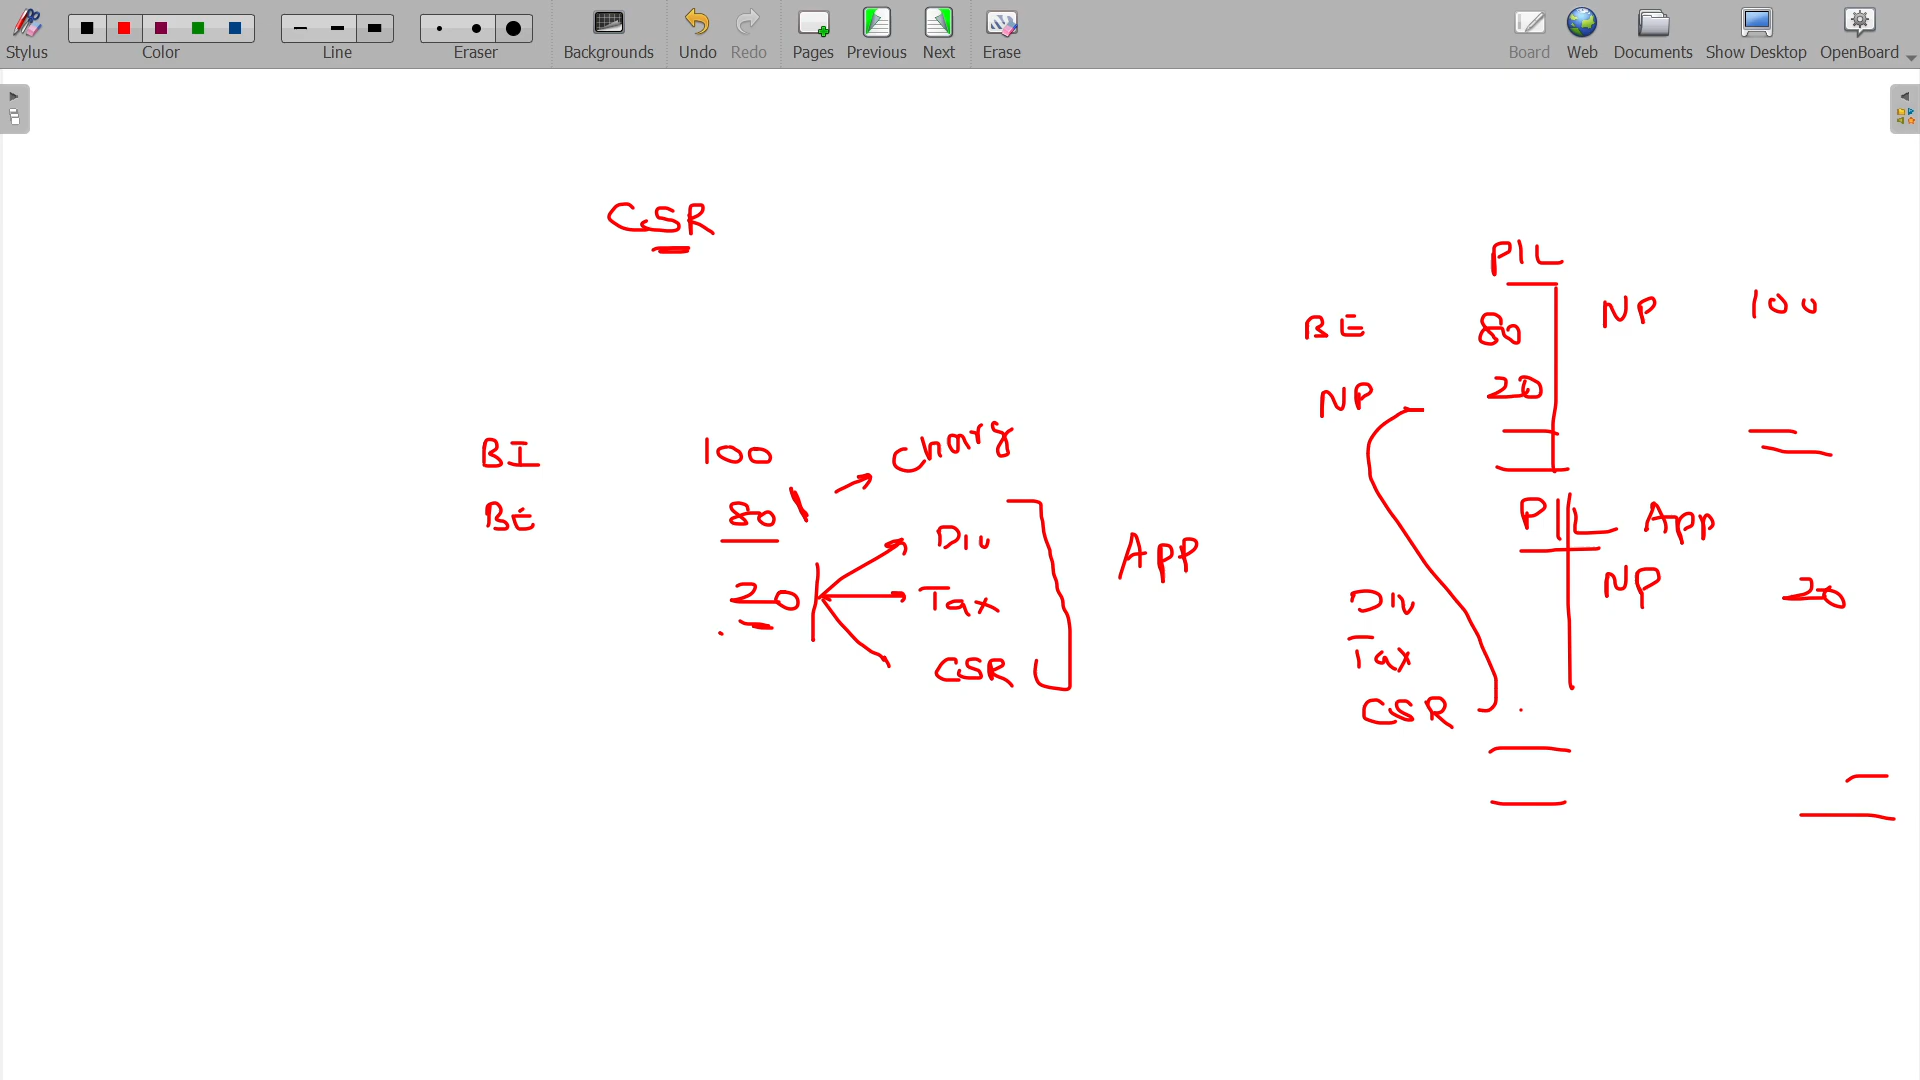 Stylus Color Line Eraser Backgrounds Undo Redo Pages Previous Next Erase Board Web Documents Show Desktop OpenBoard
CSR
BI 100
BE 80 Charg
20
Div
Tax
CSR
App
P/L
BE 80 NP 100
NP 20
P/L App
NP 20
Div
Tax
CSR